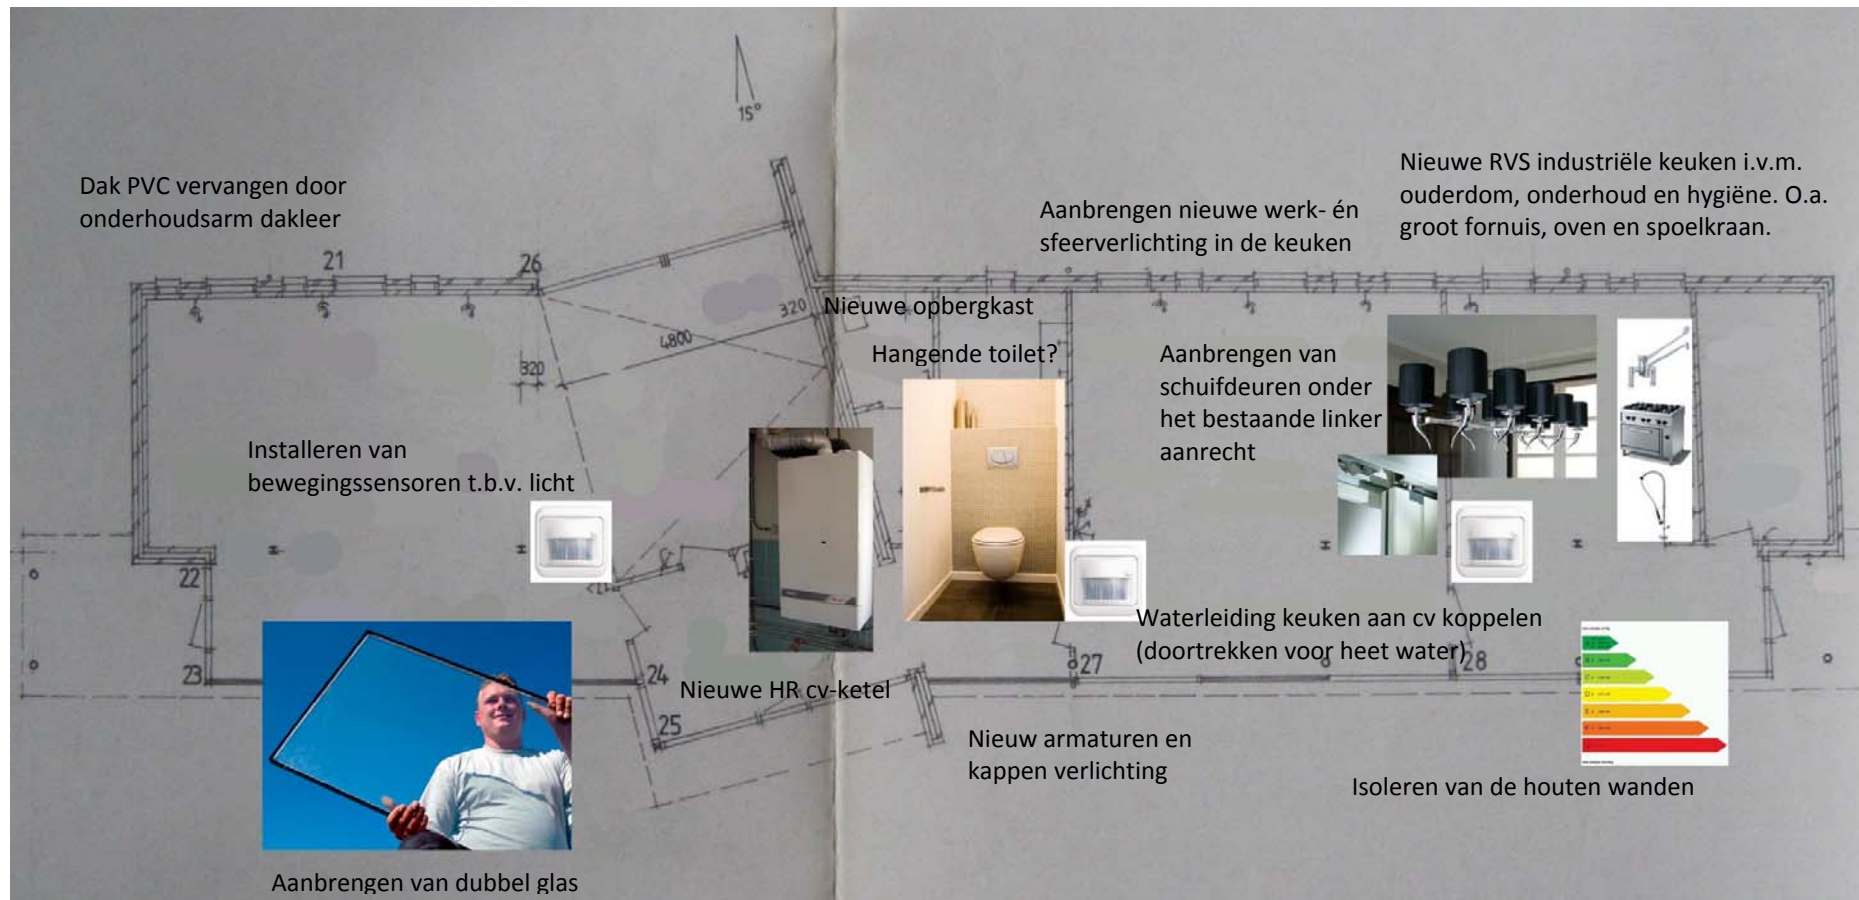 15°
Dak PVC vervangen door
onderhoudsarm dakleer
Nieuwe RVS industriële keuken i.v.m.
ouderdom, onderhoud en hygiëne. O.a.
groot fornuis, oven en spoelkraan.
Aanbrengen nieuwe werk- én
sfeerverlichting in de keuken
21
26
320
4800
320
Nieuwe opbergkast
Hangende toilet?
Aanbrengen van
schuifdeuren onder
het bestaande linker
aanrecht
Installeren van
bewegingssensoren t.b.v. licht
22
23
24
25
Nieuwe HR cv-ketel
27
Waterleiding keuken aan cv koppelen
(doortrekken voor heet water)
28
Nieuw armaturen en
kappen verlichting
Isoleren van de houten wanden
Aanbrengen van dubbel glas